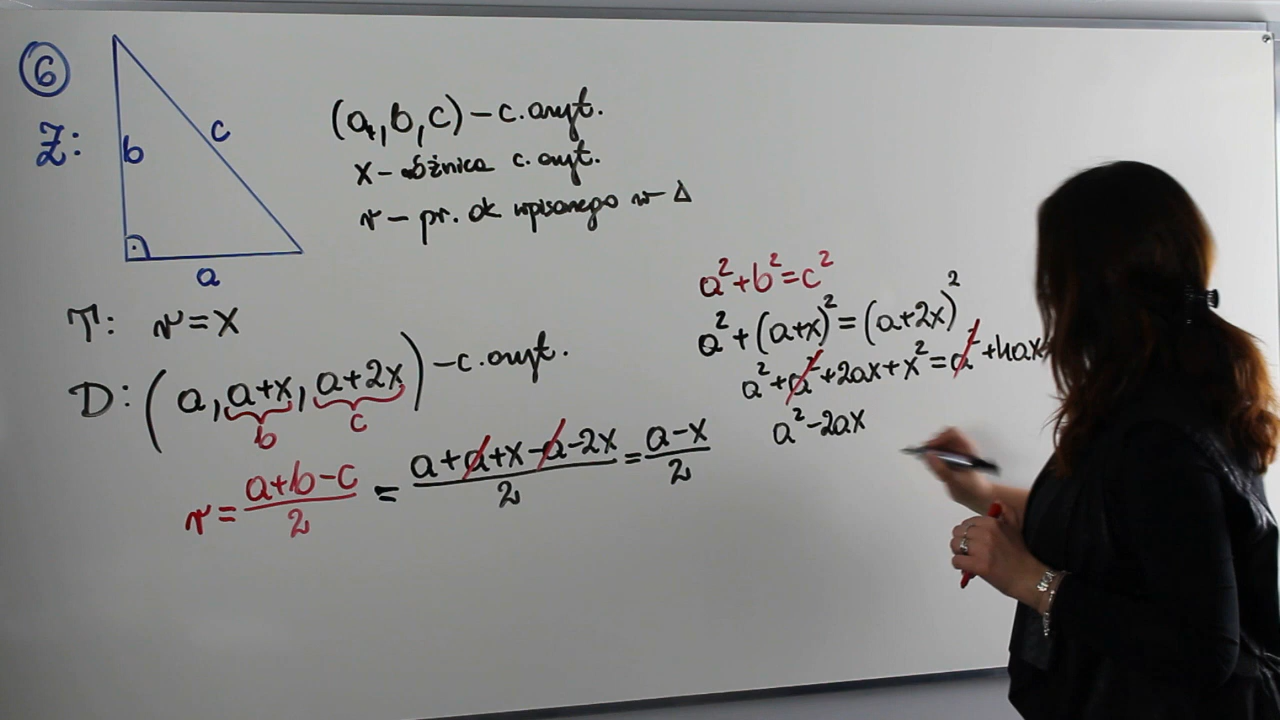 6
Z:
b
c
a
(a, b, c) – c. aryt.
x – różnica c. aryt.
r – pr. ok wpisanego w Δ
T: r = x
D: (a, a+x, a+2x) – c. aryt.
b c
r = (a+b-c)/2 = (a+a+x-a-2x)/2 = (a-x)/2
a² + b² = c²
a² + (a+x)² = (a+2x)²
a² + a² + 2ax + x² = a² + 4ax
a² - 2ax